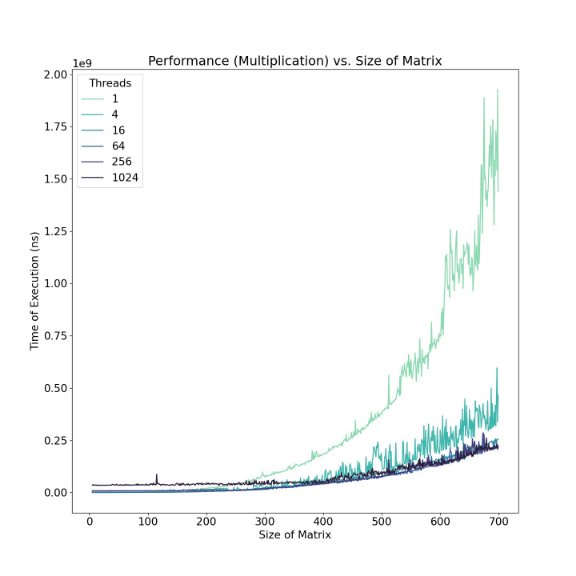 Performance (Multiplication) vs. Size of Matrix
1e9
2.00
1.75
1.50
1.25
1.00
0.75
0.50
0.25
0.00
Time of Execution (ns)
Threads
1
4
16
64
256
1024
0 100 200 300 400 500 600 700
Size of Matrix